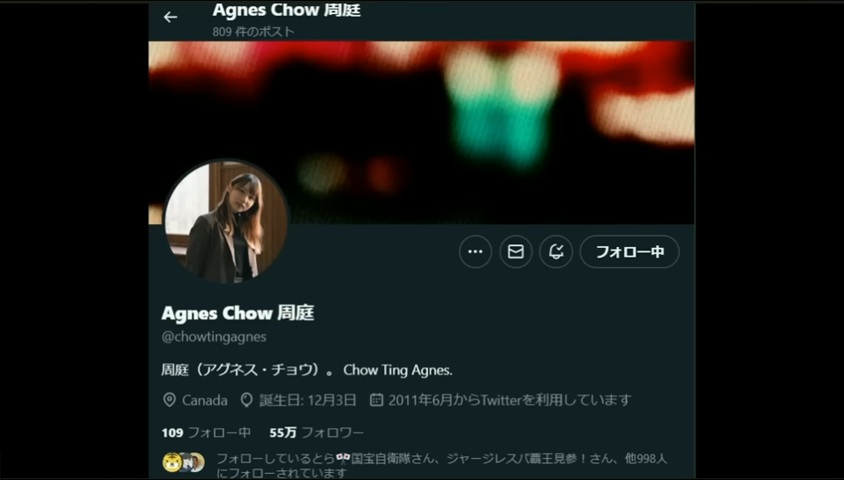 Agnes Chow 周庭
809 件のポスト
フォロー中
Agnes Chow 周庭
@chowtingagnes
周庭（アグネス・チョウ）。 Chow Ting Agnes.
Canada 誕生日: 12月3日 2011年6月からTwitterを利用しています
109 フォロー中 55万 フォロワー
フォローしているとら🎌国宝自衛隊さん、ジャージレスバ覇王見参！さん、他998人
にフォローされています